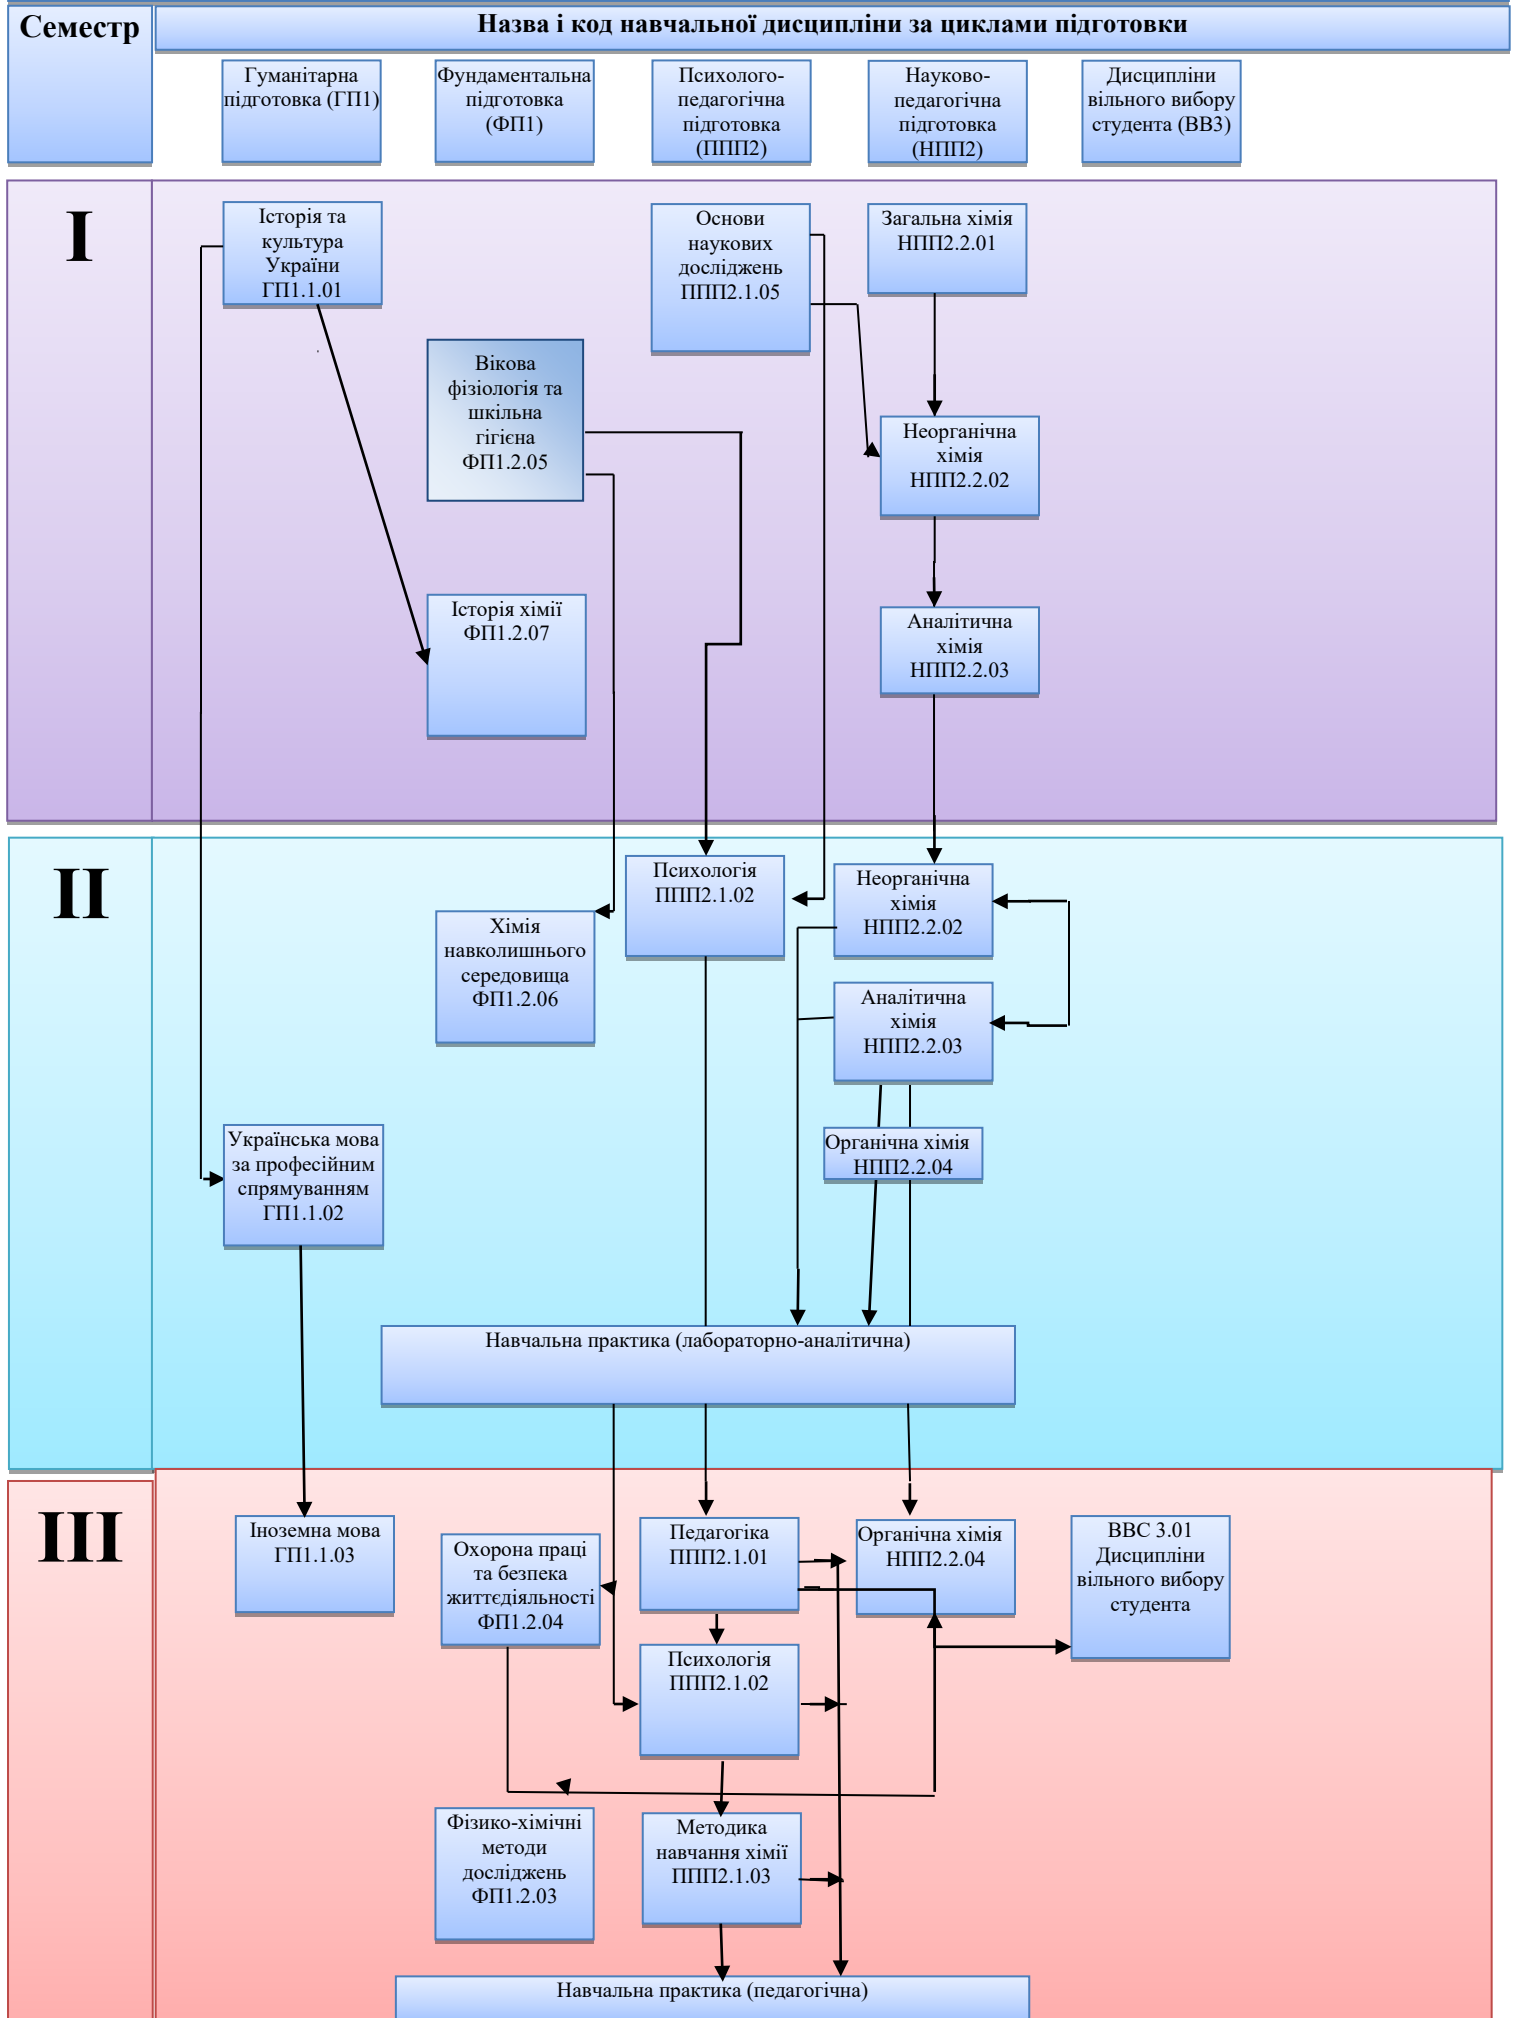 Семестр
Назва і код навчальної дисципліни за циклами підготовки
Гуманітарна
підготовка (ГП1)
Фундаментальна
підготовка
(ФП1)
Психолого-
педагогічна
підготовка
(ППП2)
Науково-
педагогічна
підготовка
(НПП2)
Дисципліни
вільного вибору
студента (ВВ3)
I
Історія та
культура
України
ГП1.1.01
Основи
наукових
досліджень
ППП2.1.05
Загальна хімія
НПП2.2.01
Вікова
фізіологія та
шкільна
гігієна
ФП1.2.05
Неорганічна
хімія
НПП2.2.02
Історія хімії
ФП1.2.07
Аналітична
хімія
НПП2.2.03
II
Психологія
ППП2.1.02
Неорганічна
хімія
НПП2.2.02
Хімія
навколишнього
середовища
ФП1.2.06
Аналітична
хімія
НПП2.2.03
Українська мова
за професійним
спрямуванням
ГП1.1.02
Органічна хімія
НПП2.2.04
Навчальна практика (лабораторно-аналітична)
III
Іноземна мова
ГП1.1.03
Охорона праці
та безпека
життєдіяльності
ФП1.2.04
Педагогіка
ППП2.1.01
Органічна хімія
НПП2.2.04
ВВС 3.01
Дисципліни
вільного вибору
студента
Психологія
ППП2.1.02
Фізико-хімічні
методи
досліджень
ФП1.2.03
Методика
навчання хімії
ППП2.1.03
Навчальна практика (педагогічна)